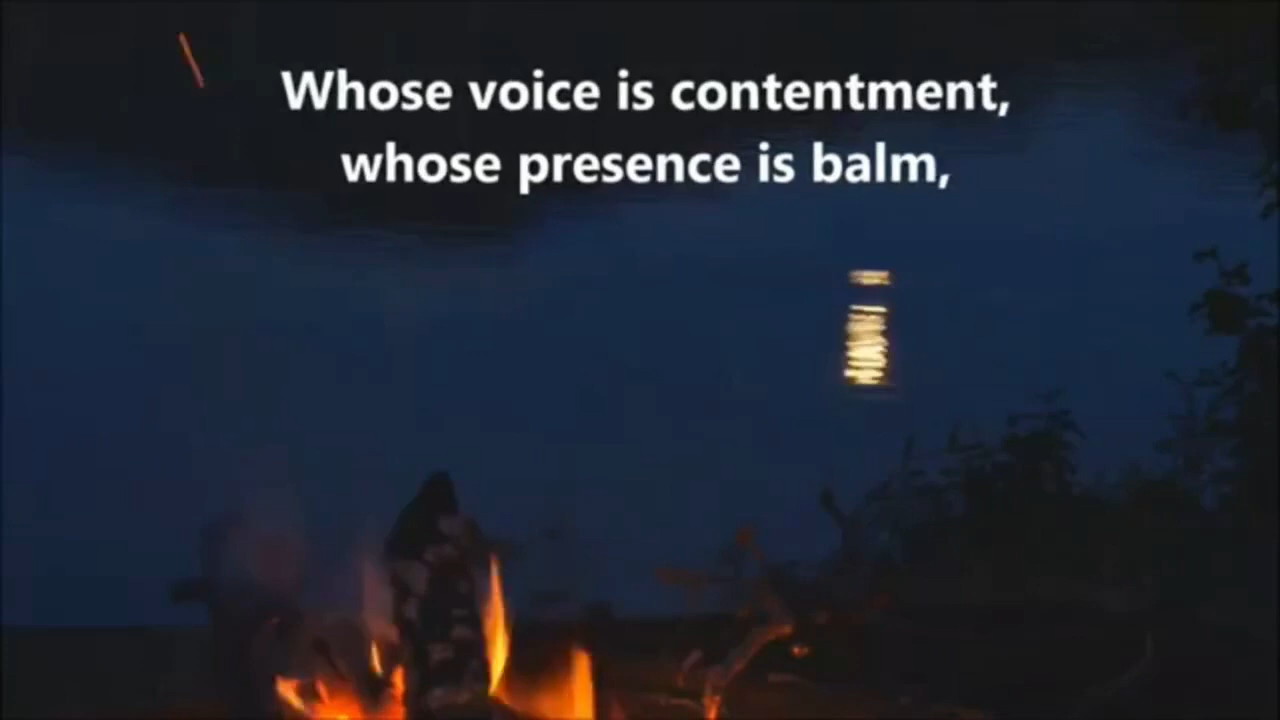 Whose voice is contentment,
whose presence is balm,